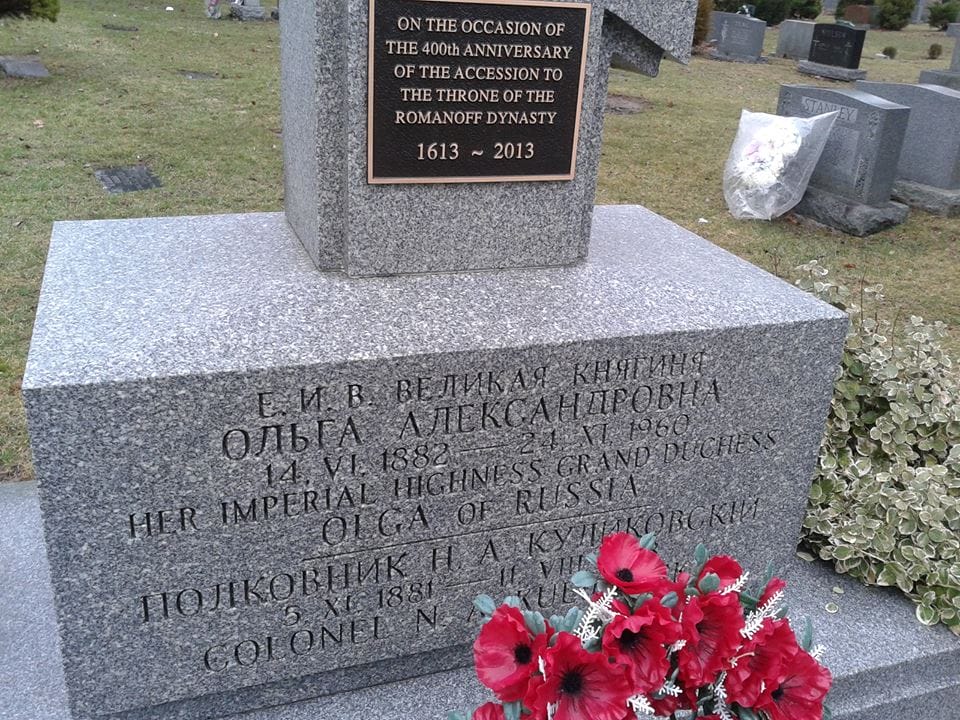 ON THE OCCASION OF
THE 400th ANNIVERSARY
OF THE ACCESSION TO
THE THRONE OF THE
ROMANOFF DYNASTY
1613 ~ 2013
STANLEY
Е. И. В. ВЕЛИКАЯ КНЯГИНЯ
ОЛЬГА АЛЕКСАНДРОВНА
14. VI. 1882 — 24. XI. 1960
HER IMPERIAL HIGHNESS GRAND DUCHESS
OLGA OF RUSSIA
ПОЛКОВНИК Н. А. КУЛИКОВСКИЙ
5. XI. 1881 — 11. VIII
COLONEL N. A.